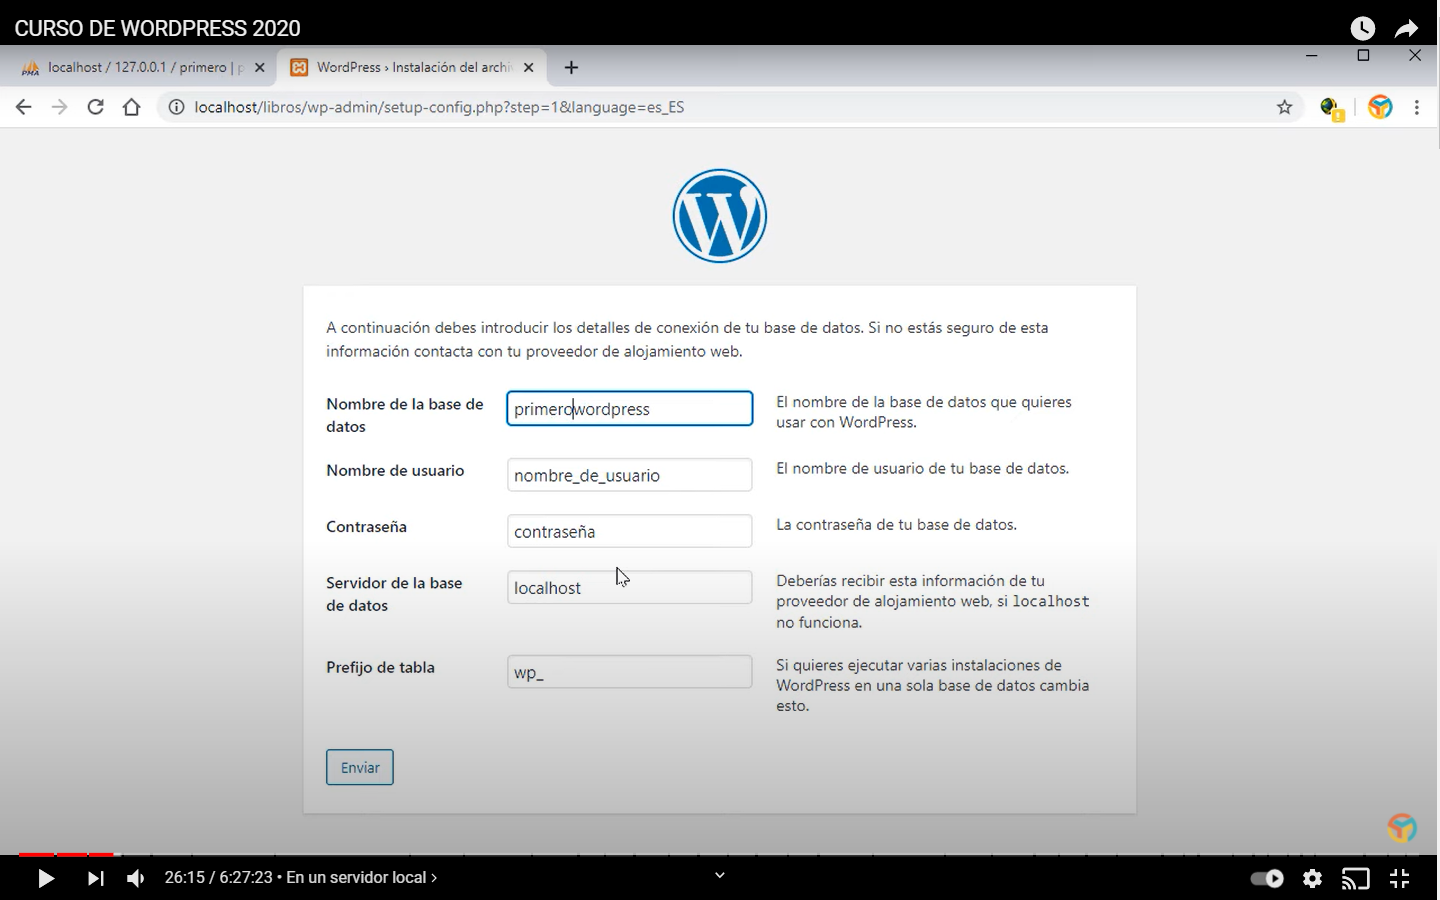 CURSO DE WORDPRESS 2020
localhost / 127.0.0.1 / primero | p
WordPress › Instalación del archi
localhost/libros/wp-admin/setup-config.php?step=1&language=es_ES
A continuación debes introducir los detalles de conexión de tu base de datos. Si no estás seguro de esta
información contacta con tu proveedor de alojamiento web.
Nombre de la base de
datos
primerowordpress
El nombre de la base de datos que quieres
usar con WordPress.
Nombre de usuario
nombre_de_usuario
El nombre de usuario de tu base de datos.
Contraseña
contraseña
La contraseña de tu base de datos.
Servidor de la base
de datos
localhost
Deberías recibir esta información de tu
proveedor de alojamiento web, si localhost
no funciona.
Prefijo de tabla
wp_
Si quieres ejecutar varias instalaciones de
WordPress en una sola base de datos cambia
esto.
Enviar
26:15 / 6:27:23 • En un servidor local ›